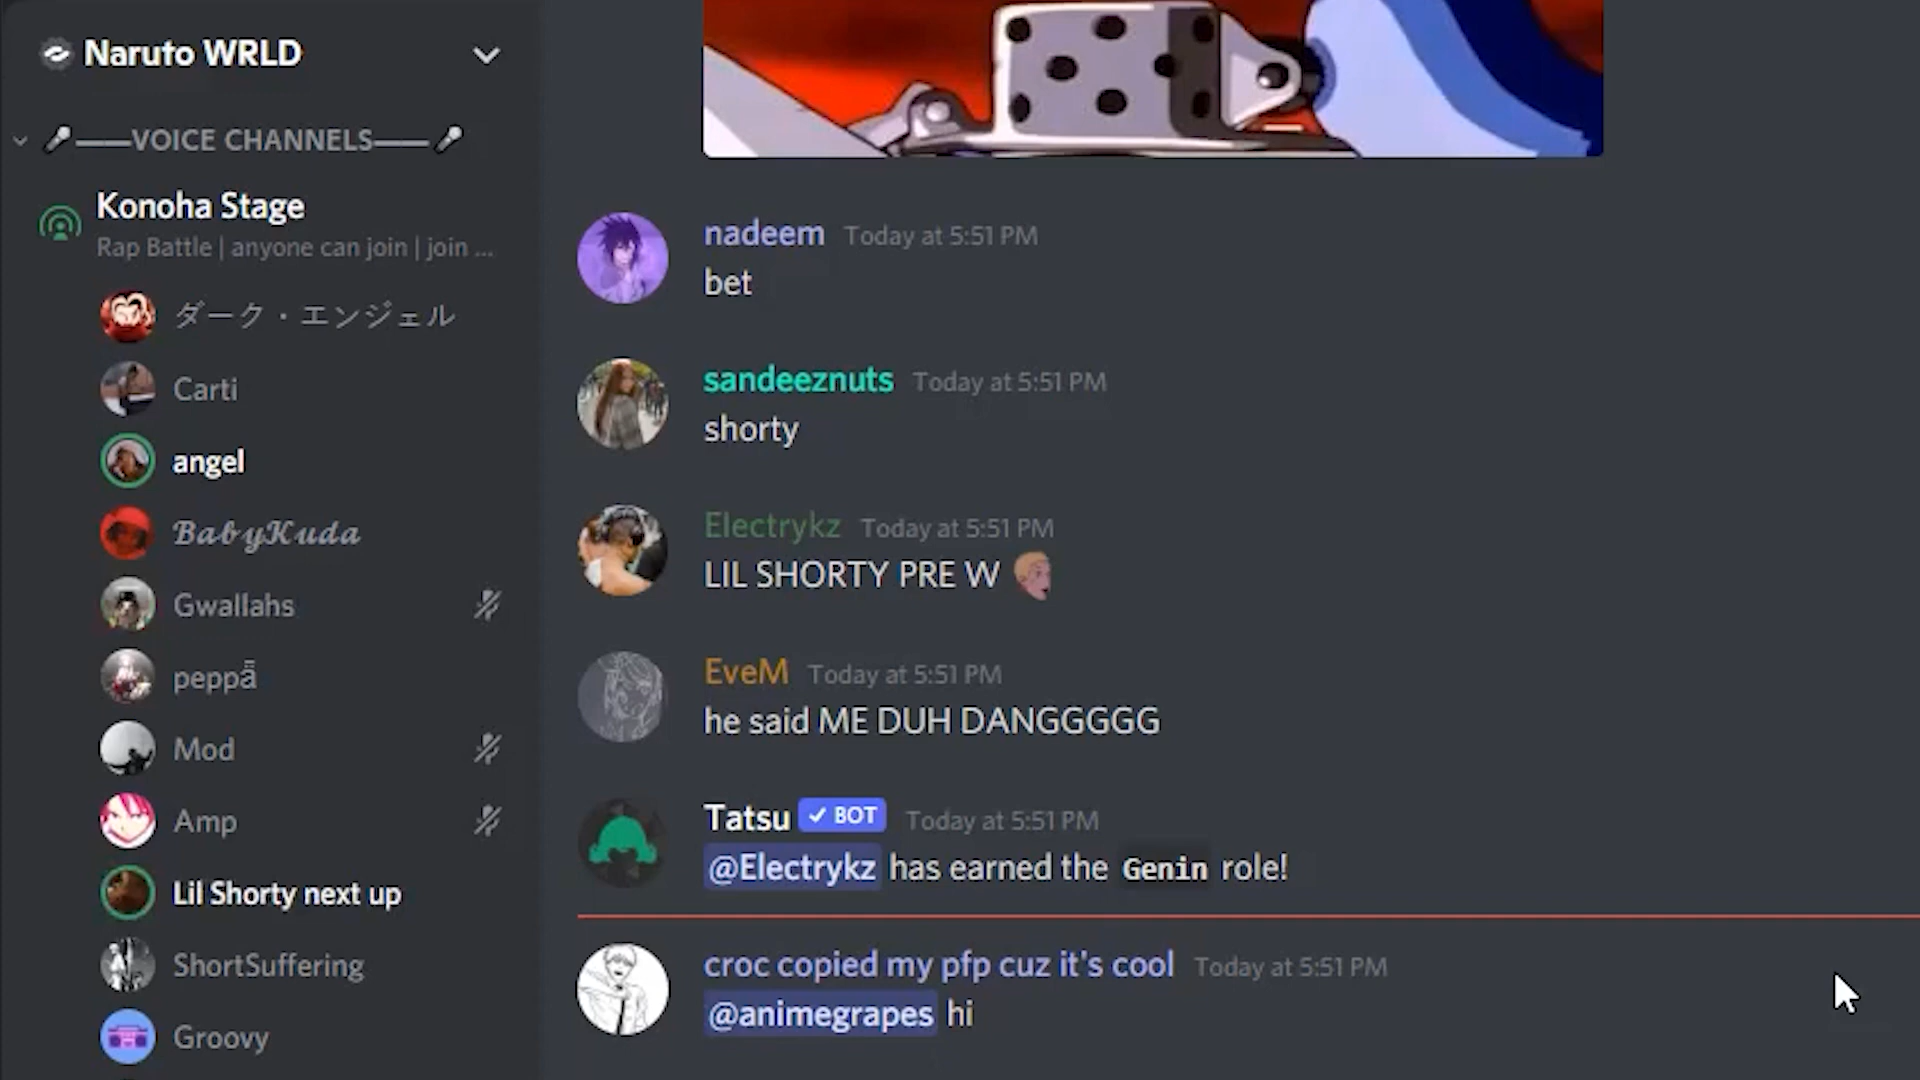 Naruto WRLD
VOICE CHANNELS
Konoha Stage
Rap Battle | anyone can join | join ...
ダーク・エンジェル
Carti
angel
𝓑𝓪𝓫𝔂𝓚𝓾𝓭𝓪
Gwallahs
peppǟ
Mod
Amp
Lil Shorty next up
ShortSuffering
Groovy
nadeem Today at 5:51 PM
bet
sandeeznuts Today at 5:51 PM
shorty
Electrykz Today at 5:51 PM
LIL SHORTY PRE W
EveM Today at 5:51 PM
he said ME DUH DANGGGGG
Tatsu ✓ BOT Today at 5:51 PM
@Electrykz has earned the Genin role!
croc copied my pfp cuz it's cool Today at 5:51 PM
@animegrapes hi